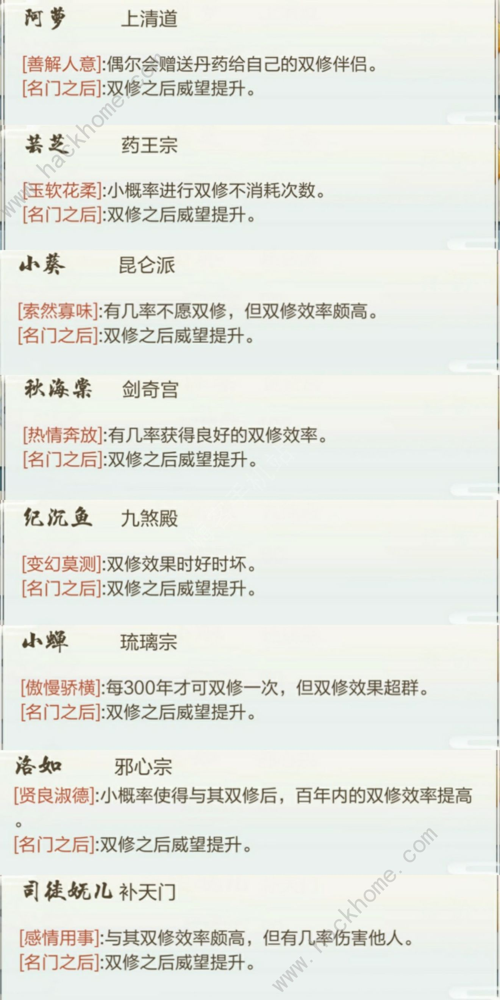 阿萝 上清道
[善解人意]:偶尔会赠送丹药给自己的双修伴侣。
[名门之后]:双修之后威望提升。
芸芝 药王宗
[玉软花柔]:小概率进行双修不消耗次数。
[名门之后]:双修之后威望提升。
小葵 昆仑派
[索然寡味]:有几率不愿双修，但双修效率颇高。
[名门之后]:双修之后威望提升。
秋海棠 剑奇宫
[热情奔放]:有几率获得良好的双修效率。
[名门之后]:双修之后威望提升。
纪沉鱼 九煞殿
[变幻莫测]:双修效果时好时坏。
[名门之后]:双修之后威望提升。
小蝉 琉璃宗
[傲慢骄横]:每300年才可双修一次，但双修效果超群。
[名门之后]:双修之后威望提升。
洛如 邪心宗
[贤良淑德]:小概率使得与其双修后，百年内的双修效率提高
。
[名门之后]:双修之后威望提升。
司徒妩儿 补天门
[感情用事]:与其双修效率颇高，但有几率伤害他人。
[名门之后]:双修之后威望提升。
www.hackhome.com
www.hackhome.com